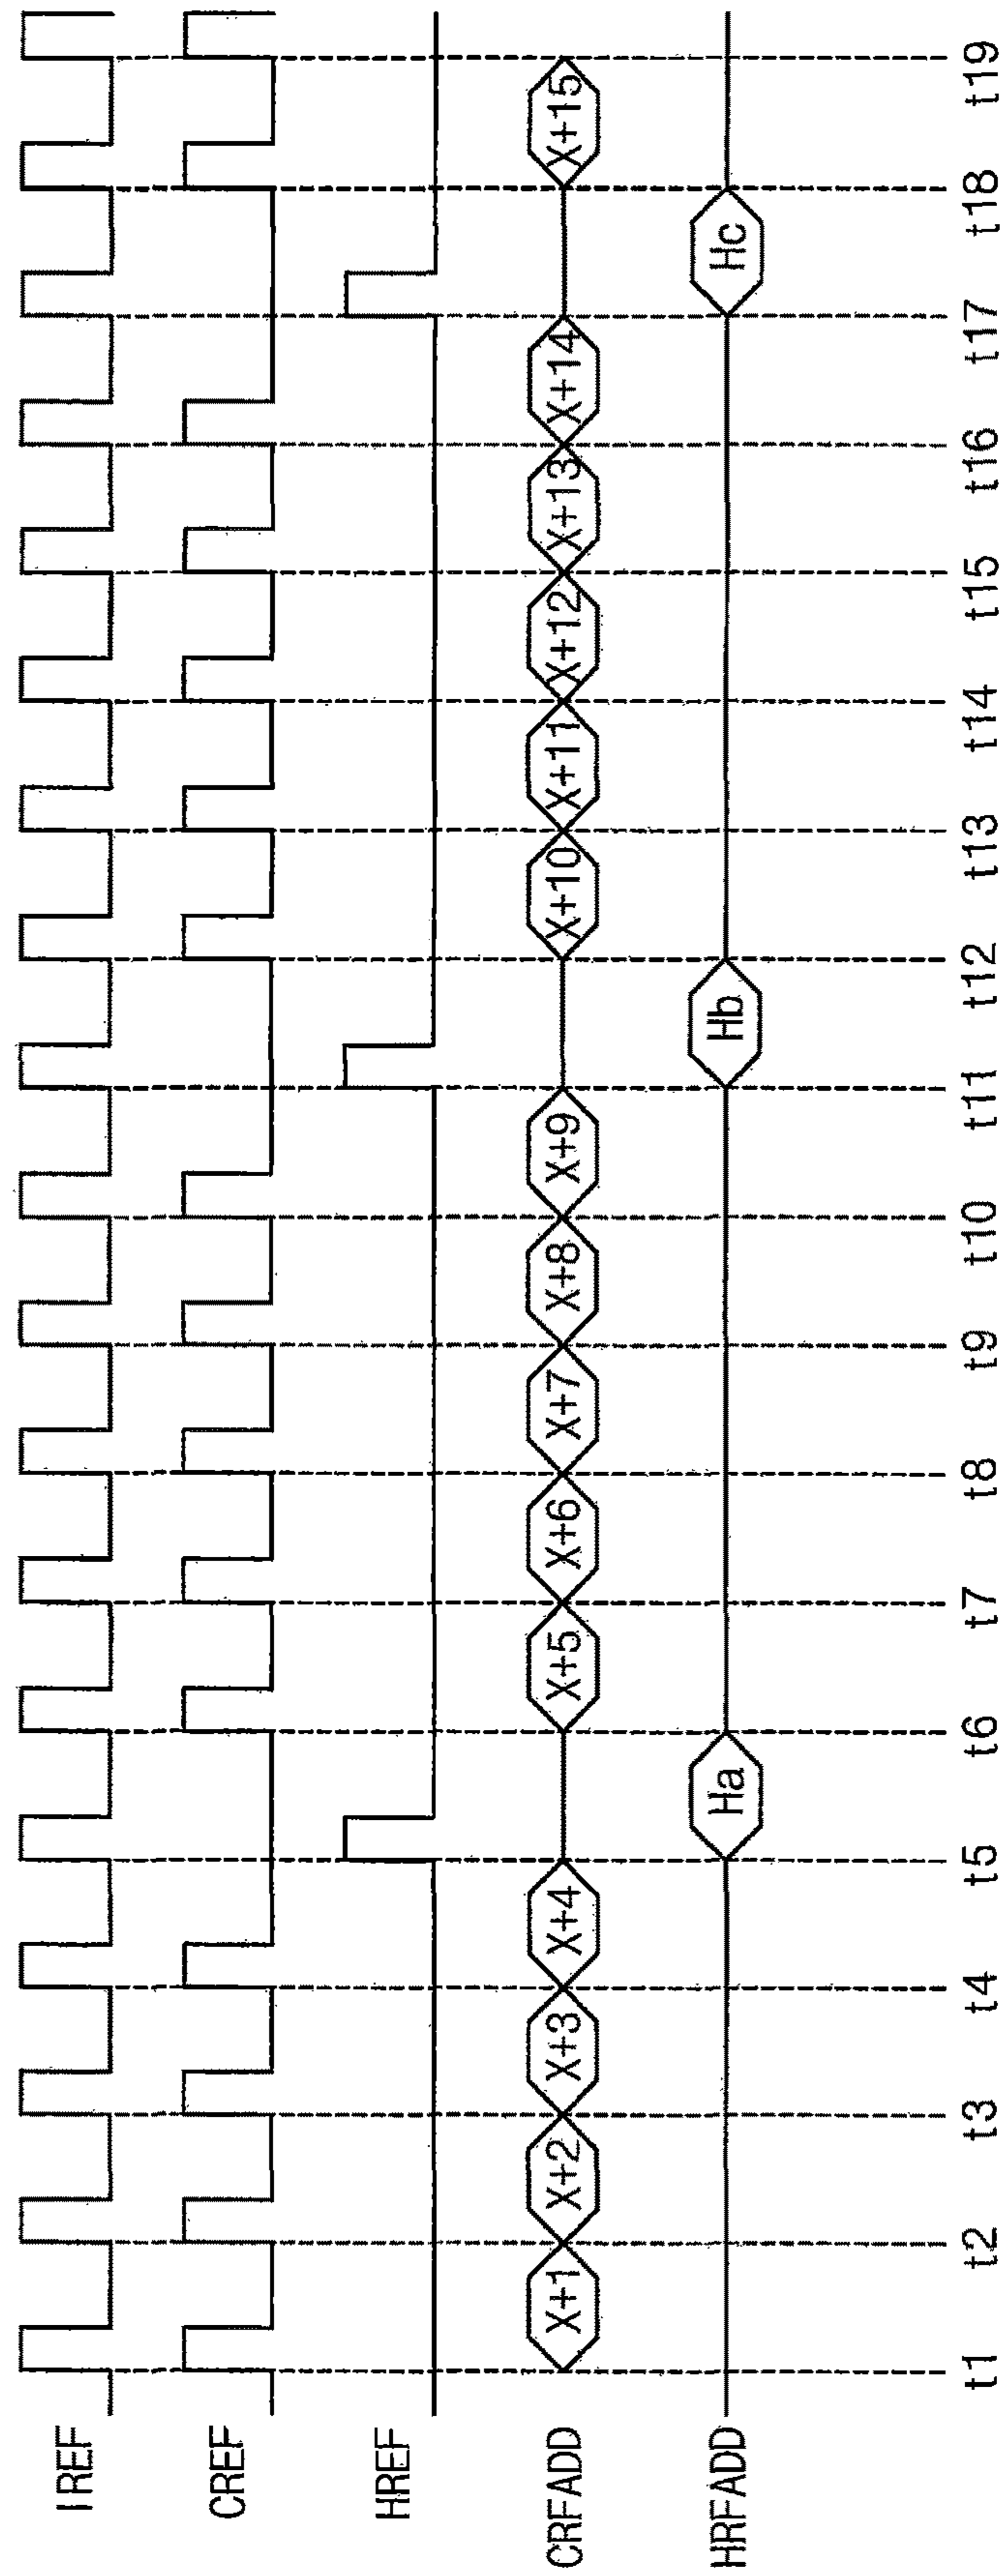 IREF
CREF
HREF
CRFADD X+1 X+2 X+3 X+4 X+5 X+6 X+7 X+8 X+9 X+10 X+11 X+12 X+13 X+14 X+15
HRFADD Ha Hb Hc
t1 t2 t3 t4 t5 t6 t7 t8 t9 t10 t11 t12 t13 t14 t15 t16 t17 t18 t19